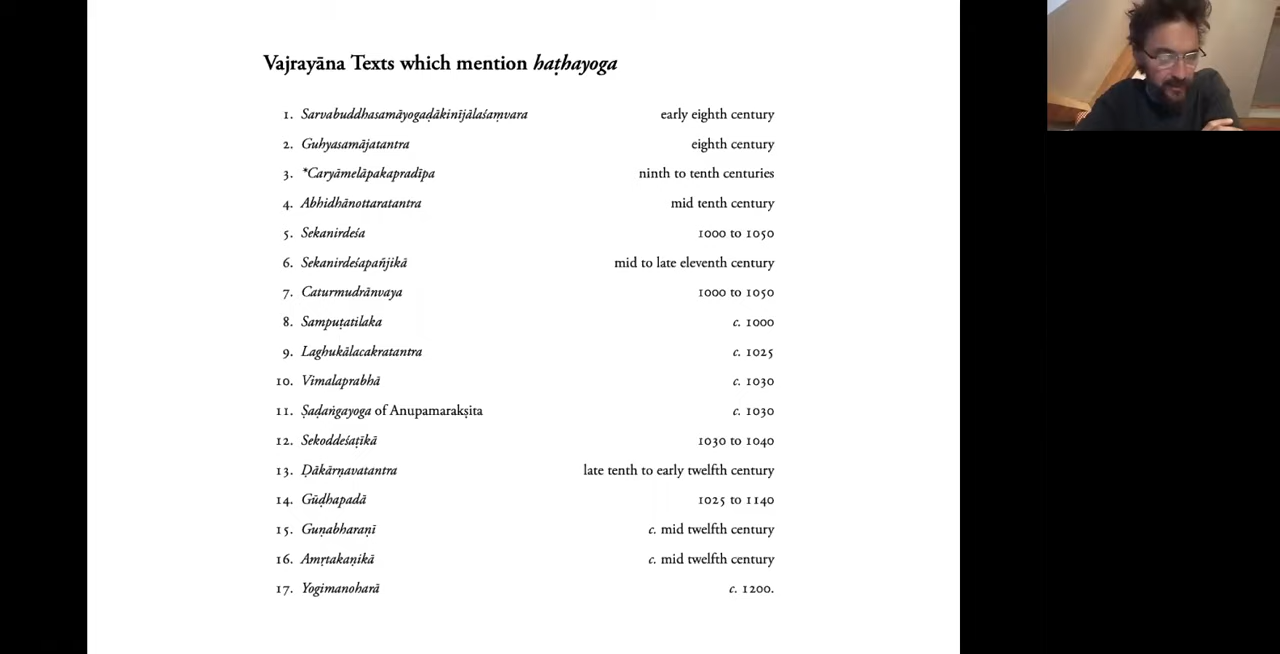 Vajrayāna Texts which mention haṭhayoga
1. Sarvabuddhasamāyogaḍākinījālaśaṃvara early eighth century
2. Guhyasamājatantra eighth century
3. *Caryāmelāpakapradīpa ninth to tenth centuries
4. Abhidhānottaratantra mid tenth century
5. Sekanirdeśa 1000 to 1050
6. Sekanirdeśapañjikā mid to late eleventh century
7. Caturmudrānvaya 1000 to 1050
8. Sampuṭatilaka c. 1000
9. Laghukālacakratantra c. 1025
10. Vimalaprabhā c. 1030
11. Ṣaḍaṅgayoga of Anupamarakṣita c. 1030
12. Sekoddeśaṭīkā 1030 to 1040
13. Ḍākārṇavatantra late tenth to early twelfth century
14. Gūḍhapadā 1025 to 1140
15. Guṇabharaṇī c. mid twelfth century
16. Amṛtakaṇikā c. mid twelfth century
17. Yogimanoharā c. 1200.